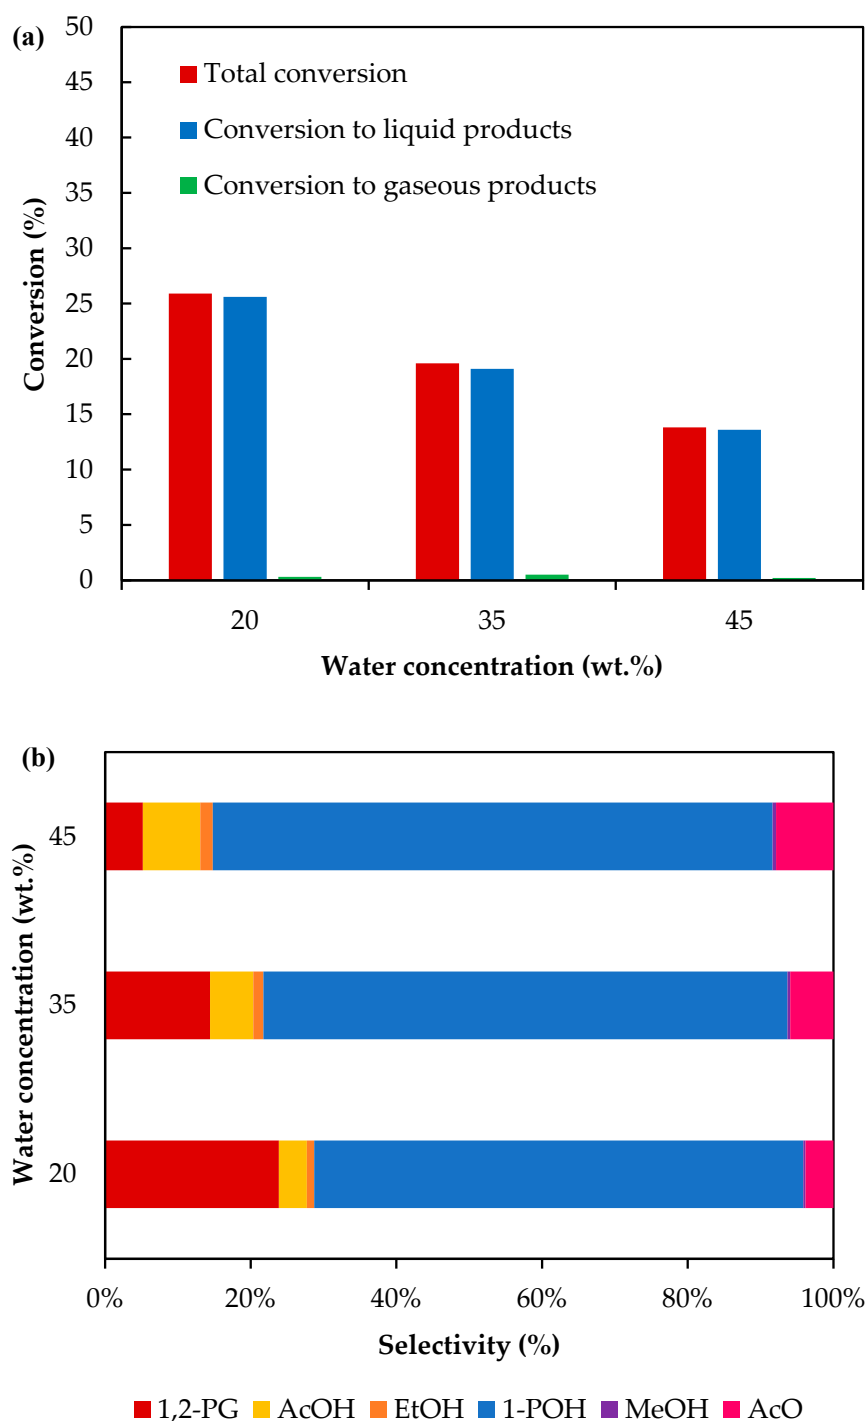 (a)
50
45
40
35
30
25
20
15
10
5
0
Conversion (%)
Total conversion
Conversion to liquid products
Conversion to gaseous products
20 35 45
Water concentration (wt.%)
(b)
Water concentration (wt.%)
45
35
20
0% 20% 40% 60% 80% 100%
Selectivity (%)
1,2-PG AcOH EtOH 1-POH MeOH AcO